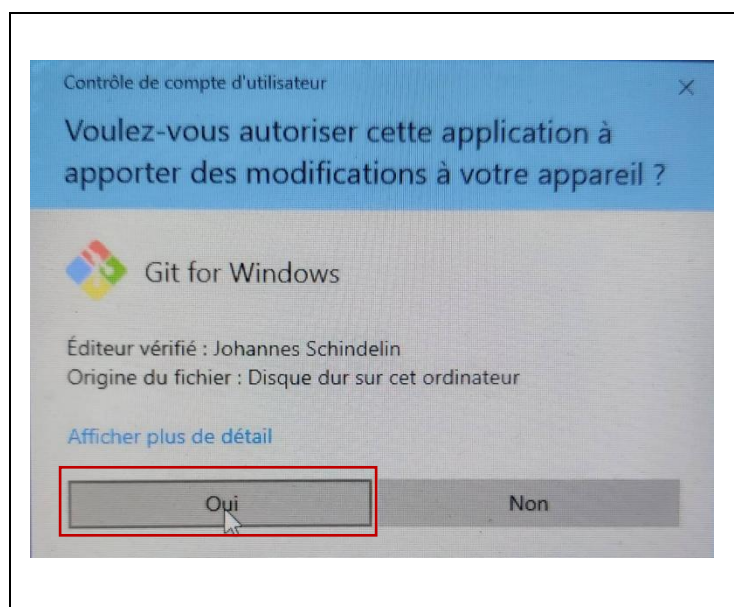 Contrôle de compte d'utilisateur
Voulez-vous autoriser cette application à
apporter des modifications à votre appareil ?
Git for Windows
Éditeur vérifié : Johannes Schindelin
Origine du fichier : Disque dur sur cet ordinateur
Afficher plus de détail
Oui
Non